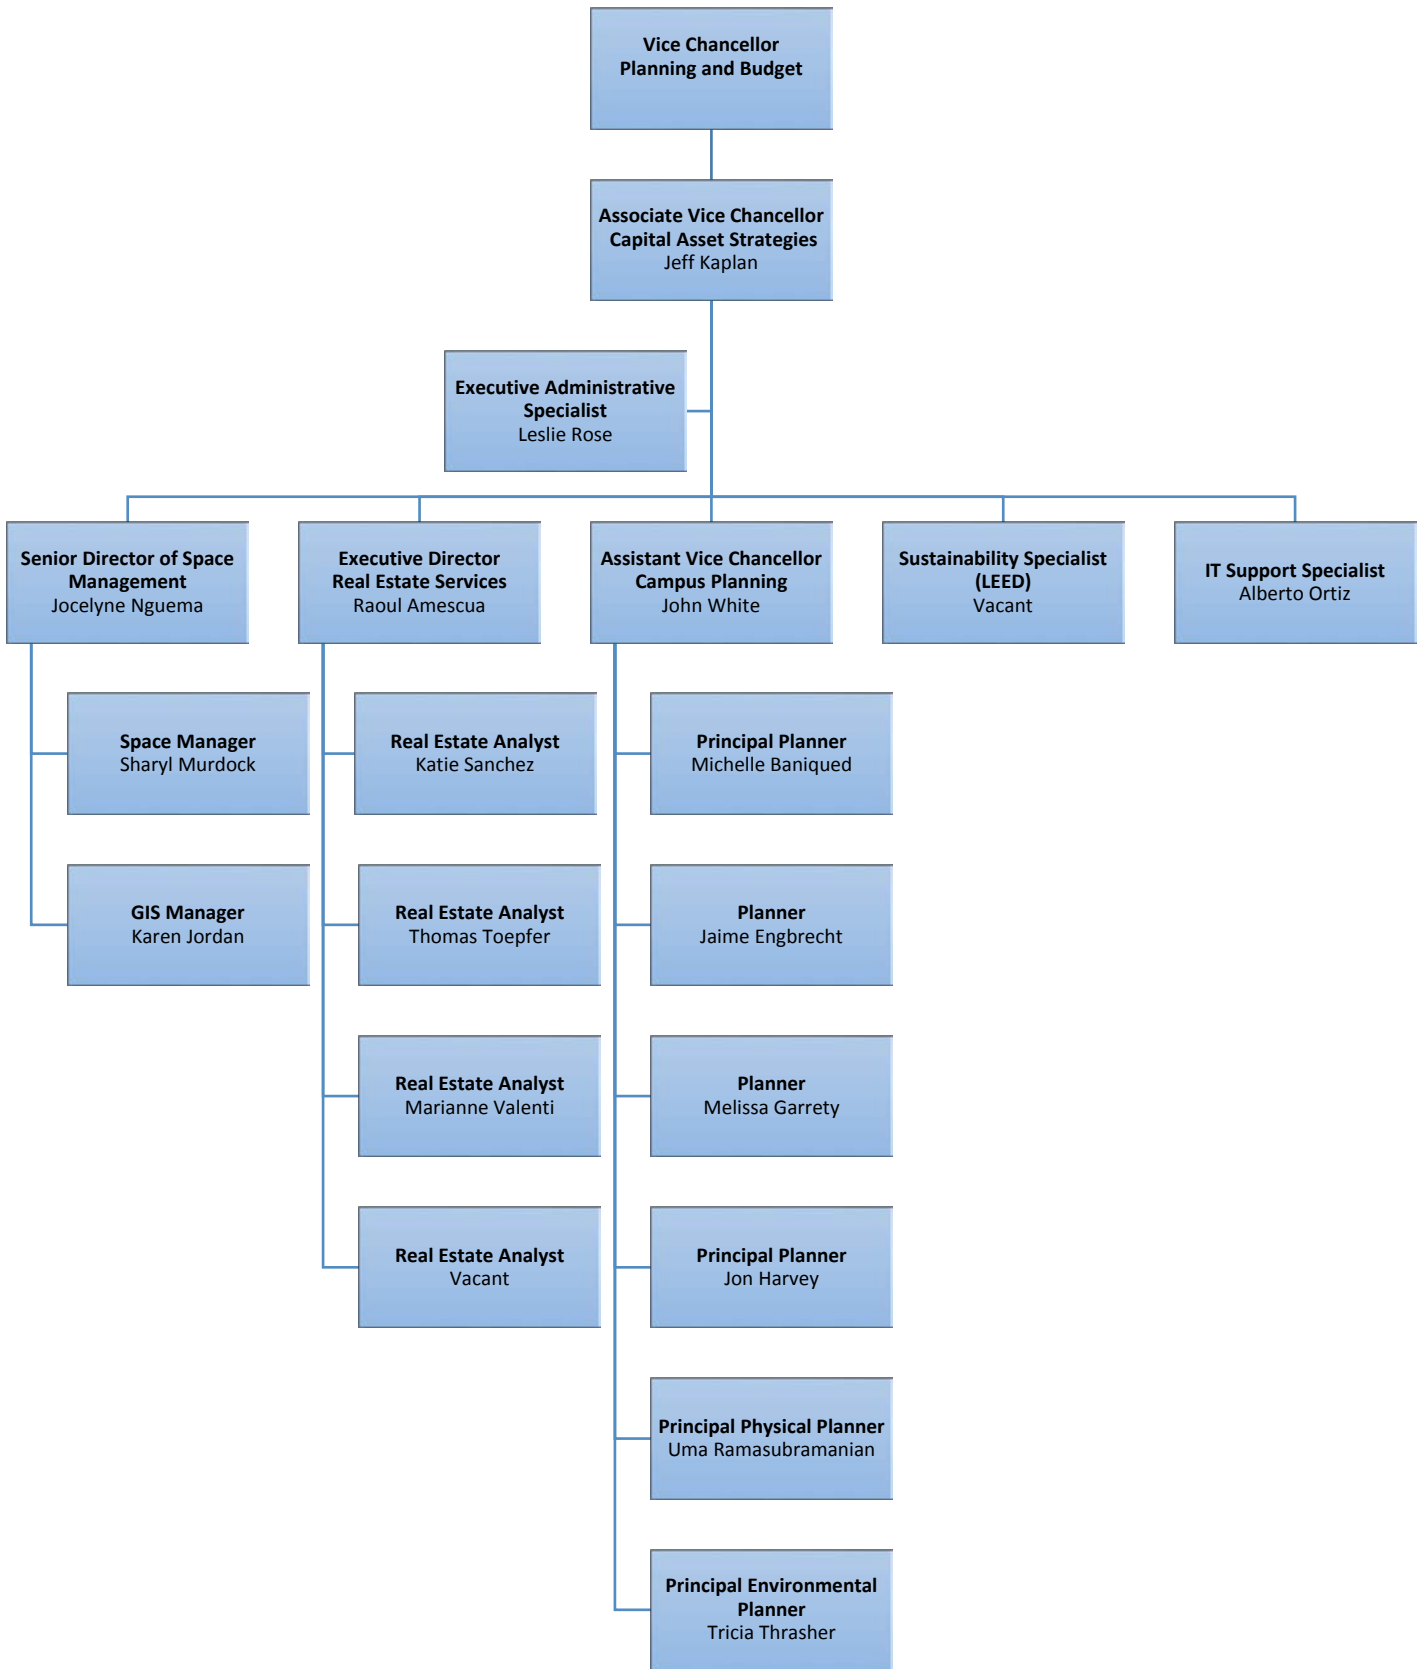 Vice Chancellor
Planning and Budget
Associate Vice Chancellor
Capital Asset Strategies
Jeff Kaplan
Executive Administrative
Specialist
Leslie Rose
Senior Director of Space
Management
Jocelyne Nguema
Executive Director
Real Estate Services
Raoul Amescua
Assistant Vice Chancellor
Campus Planning
John White
Sustainability Specialist
(LEED)
Vacant
IT Support Specialist
Alberto Ortiz
Space Manager
Sharyl Murdock
GIS Manager
Karen Jordan
Real Estate Analyst
Katie Sanchez
Real Estate Analyst
Thomas Toepfer
Real Estate Analyst
Marianne Valenti
Real Estate Analyst
Vacant
Principal Planner
Michelle Baniqued
Planner
Jaime Engbrecht
Planner
Melissa Garrety
Principal Planner
Jon Harvey
Principal Physical Planner
Uma Ramasubramanian
Principal Environmental
Planner
Tricia Thrasher